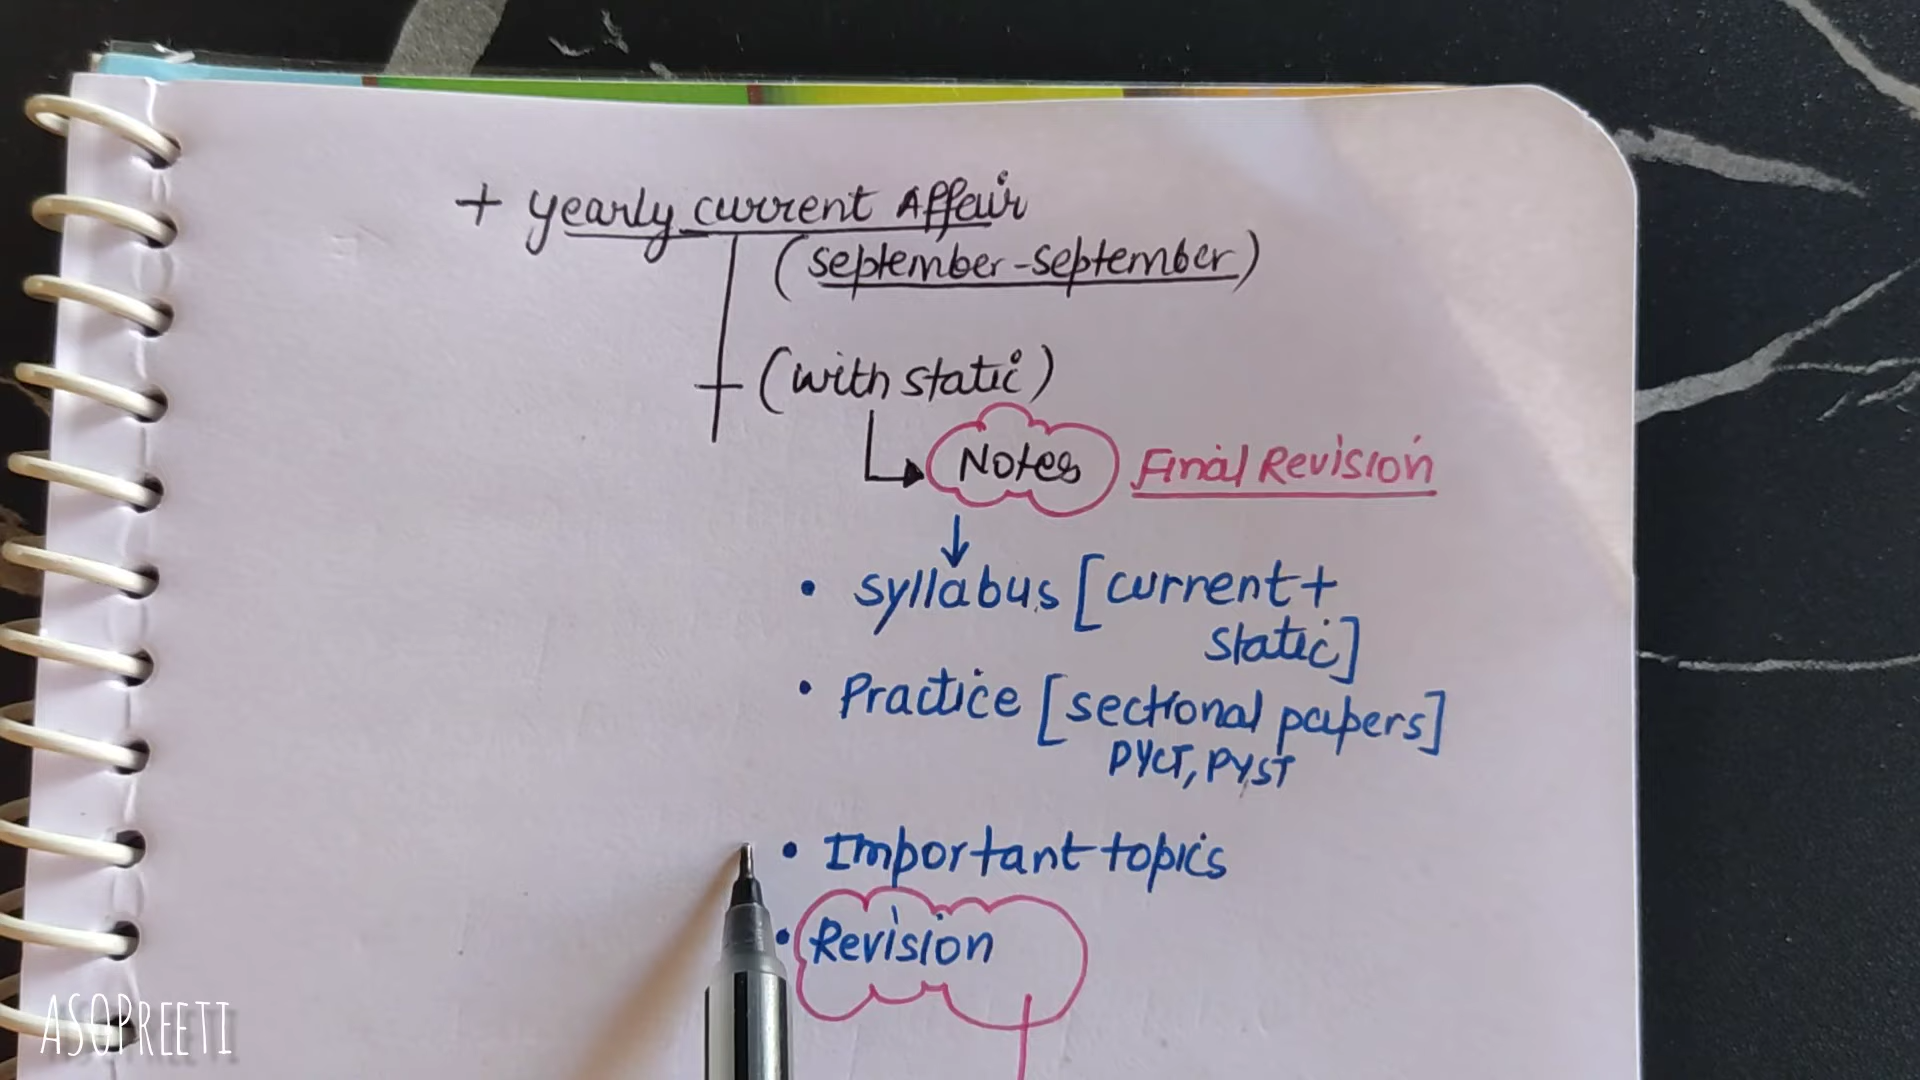 + yearly current Affair
(september-september)
(with static)
Notes Final Revision
• syllabus [current +
static]
• Practice [sectional papers]
PYCT, PYST
• Important topics
• Revision
ASOPREETI